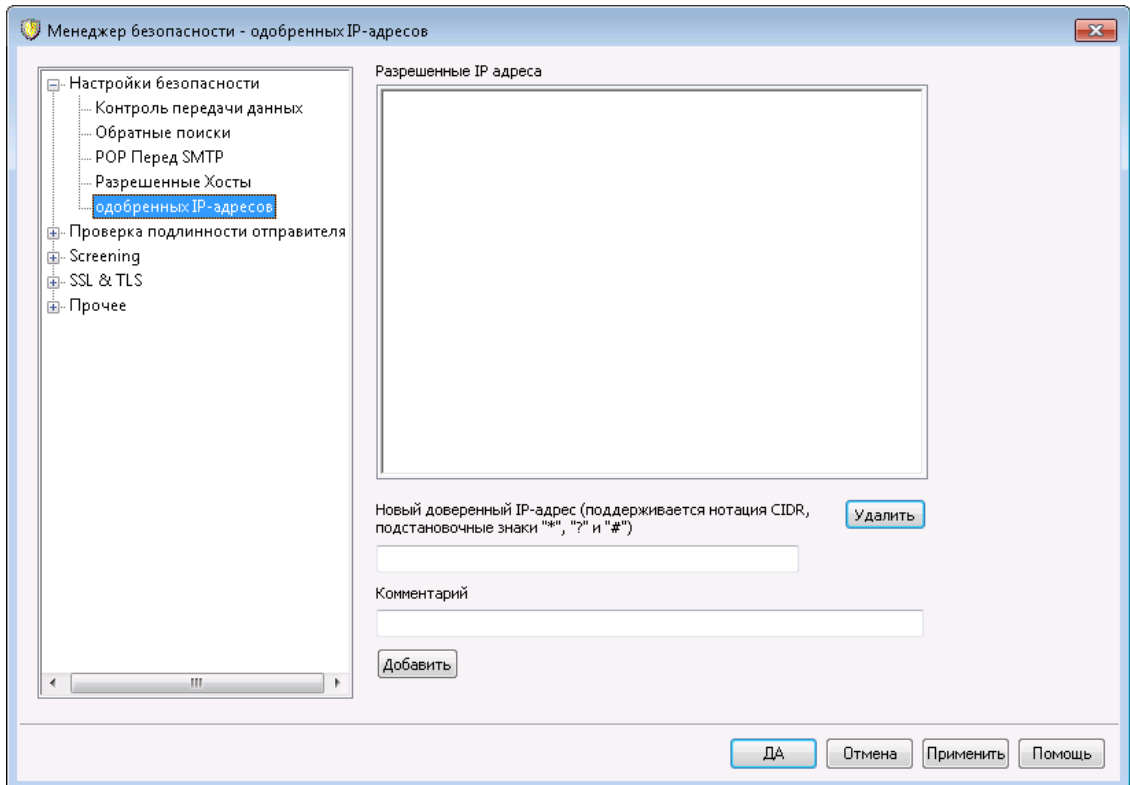 Менеджер безопасности - одобренных IP-адресов
Настройки безопасности
Контроль передачи данных
Обратные поиски
POP Перед SMTP
Разрешенные Хосты
одобренных IP-адресов
Проверка подлинности отправителя
Screening
SSL & TLS
Прочее
Разрешенные IP адреса
Новый доверенный IP-адрес (поддерживается нотация CIDR,
подстановочные знаки "*", "?" и "#")
Удалить
Комментарий
Добавить
ДА
Отмена
Применить
Помощь